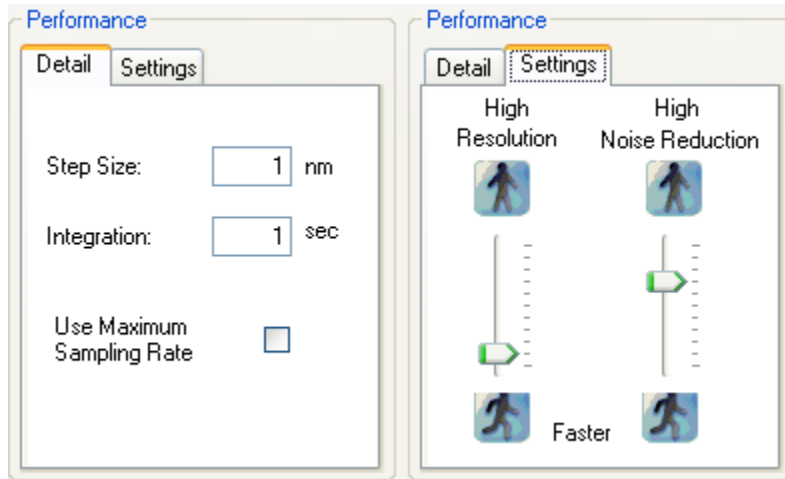 Performance
Detail Settings
Step Size: 1 nm
Integration: 1 sec
Use Maximum
Sampling Rate
Performance
Detail Settings
High High
Resolution Noise Reduction
Faster